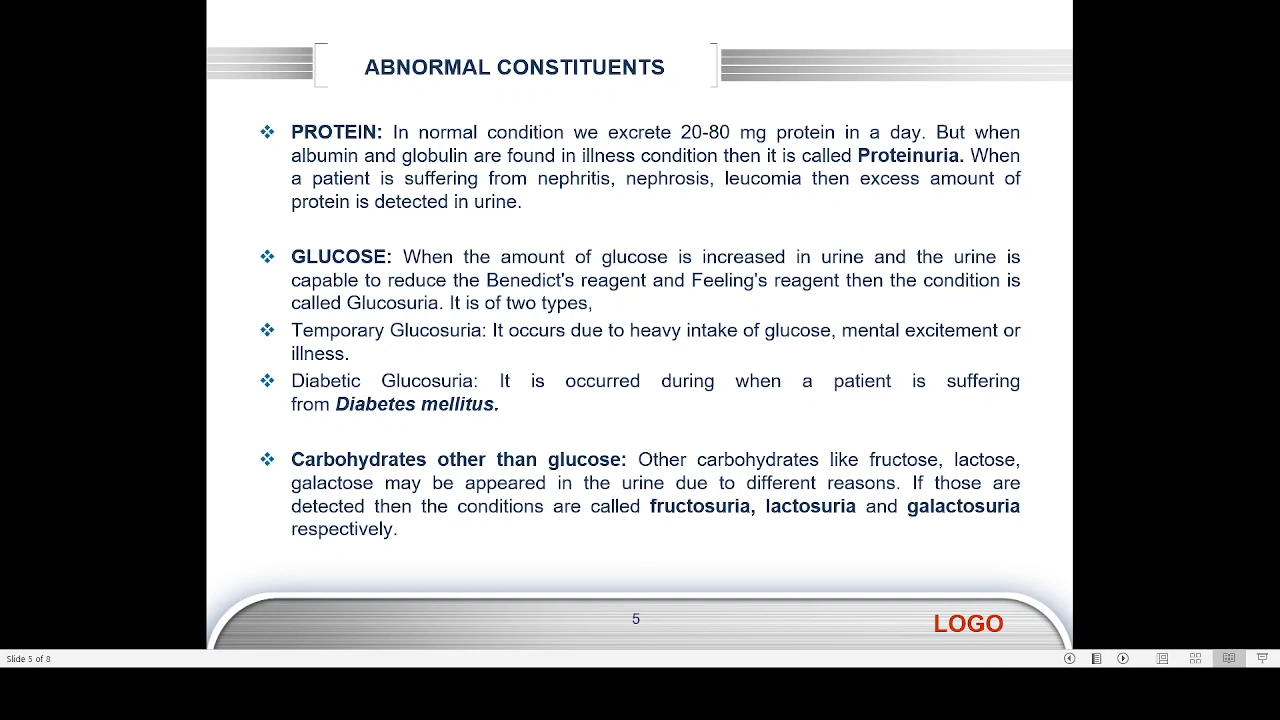 ABNORMAL CONSTITUENTS
PROTEIN: In normal condition we excrete 20-80 mg protein in a day. But when
albumin and globulin are found in illness condition then it is called Proteinuria. When
a patient is suffering from nephritis, nephrosis, leucomia then excess amount of
protein is detected in urine.
GLUCOSE: When the amount of glucose is increased in urine and the urine is
capable to reduce the Benedict's reagent and Feeling's reagent then the condition is
called Glucosuria. It is of two types,
Temporary Glucosuria: It occurs due to heavy intake of glucose, mental excitement or
illness.
Diabetic Glucosuria: It is occurred during when a patient is suffering
from Diabetes mellitus.
Carbohydrates other than glucose: Other carbohydrates like fructose, lactose,
galactose may be appeared in the urine due to different reasons. If those are
detected then the conditions are called fructosuria, lactosuria and galactosuria
respectively.
5
LOGO
Slide 5 of 8